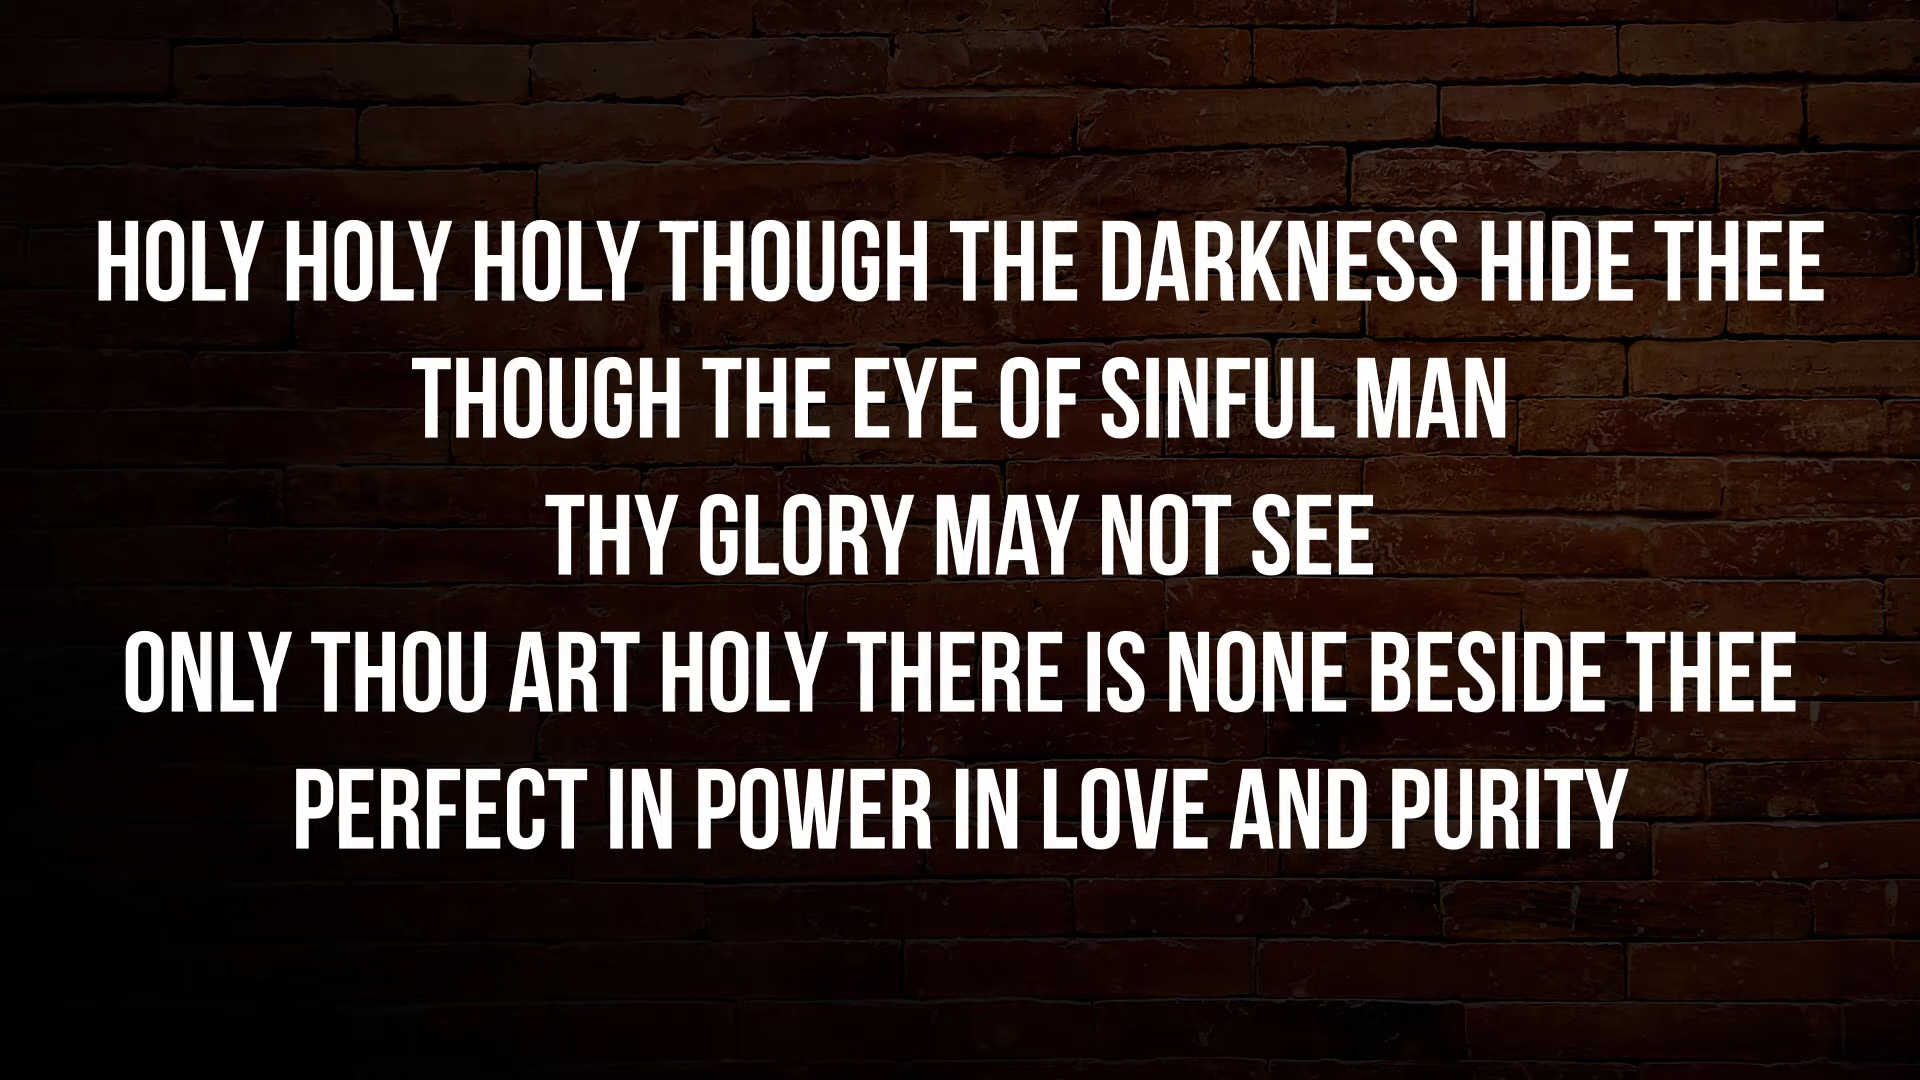 HOLY HOLY HOLY THOUGH THE DARKNESS HIDE THEE
THOUGH THE EYE OF SINFUL MAN
THY GLORY MAY NOT SEE
ONLY THOU ART HOLY THERE IS NONE BESIDE THEE
PERFECT IN POWER IN LOVE AND PURITY